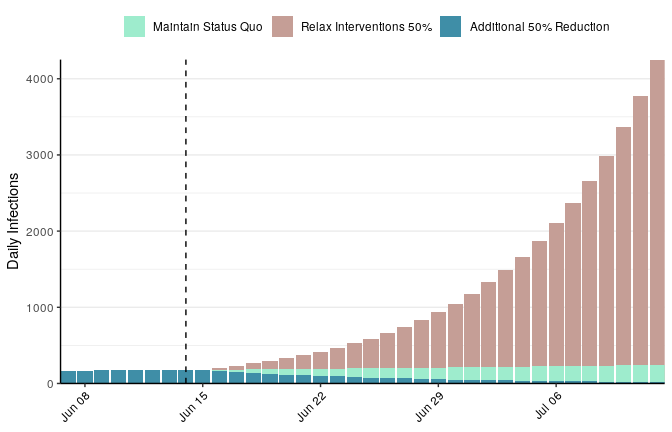 Maintain Status Quo Relax Interventions 50% Additional 50% Reduction
Daily Infections
4000
3000
2000
1000
0
Jun 08 Jun 15 Jun 22 Jun 29 Jul 06